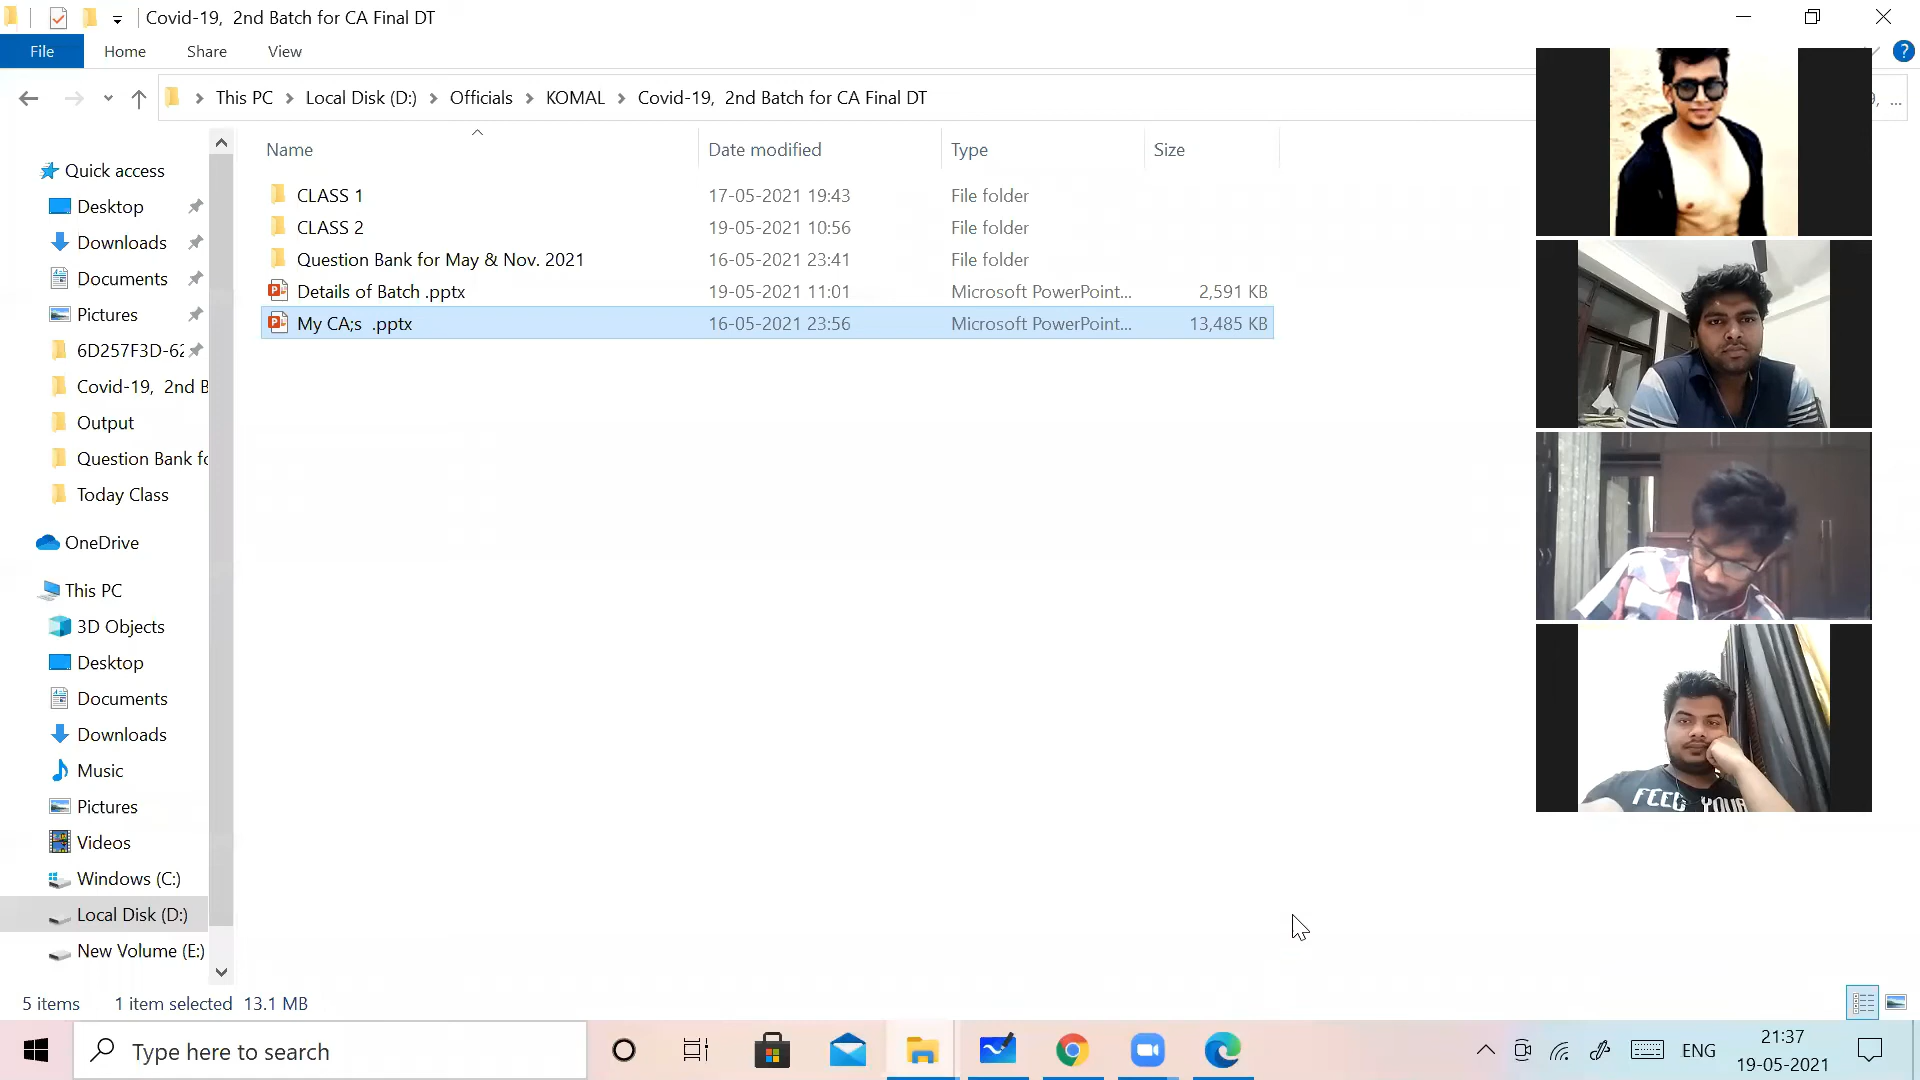 Covid-19,  2nd Batch for CA Final DT
File Home Share View
This PC Local Disk (D:) Officials KOMAL Covid-19,  2nd Batch for CA Final DT
Name Date modified Type Size
CLASS 1 17-05-2021 19:43 File folder
CLASS 2 19-05-2021 10:56 File folder
Question Bank for May & Nov. 2021 16-05-2021 23:41 File folder
Details of Batch .pptx 19-05-2021 11:01 Microsoft PowerPoint... 2,591 KB
My CA;s  .pptx 16-05-2021 23:56 Microsoft PowerPoint... 13,485 KB
Quick access
Desktop
Downloads
Documents
Pictures
6D257F3D-62
Covid-19,  2nd B
Output
Question Bank fo
Today Class
OneDrive
This PC
3D Objects
Desktop
Documents
Downloads
Music
Pictures
Videos
Windows (C:)
Local Disk (D:)
New Volume (E:)
FEEL YOUR
5 items 1 item selected 13.1 MB
Type here to search
ENG
21:37
19-05-2021